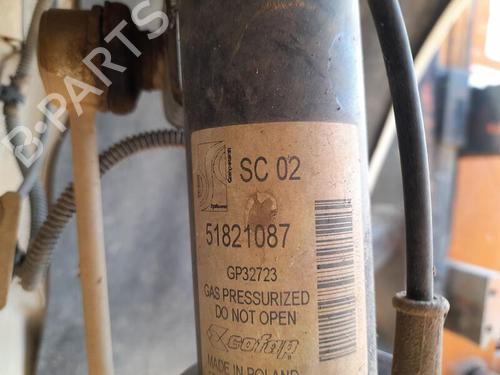 B-PARTS
SC 02
51821087
GP32723
GAS PRESSURIZED
DO NOT OPEN
cofap
MADE IN POLAND